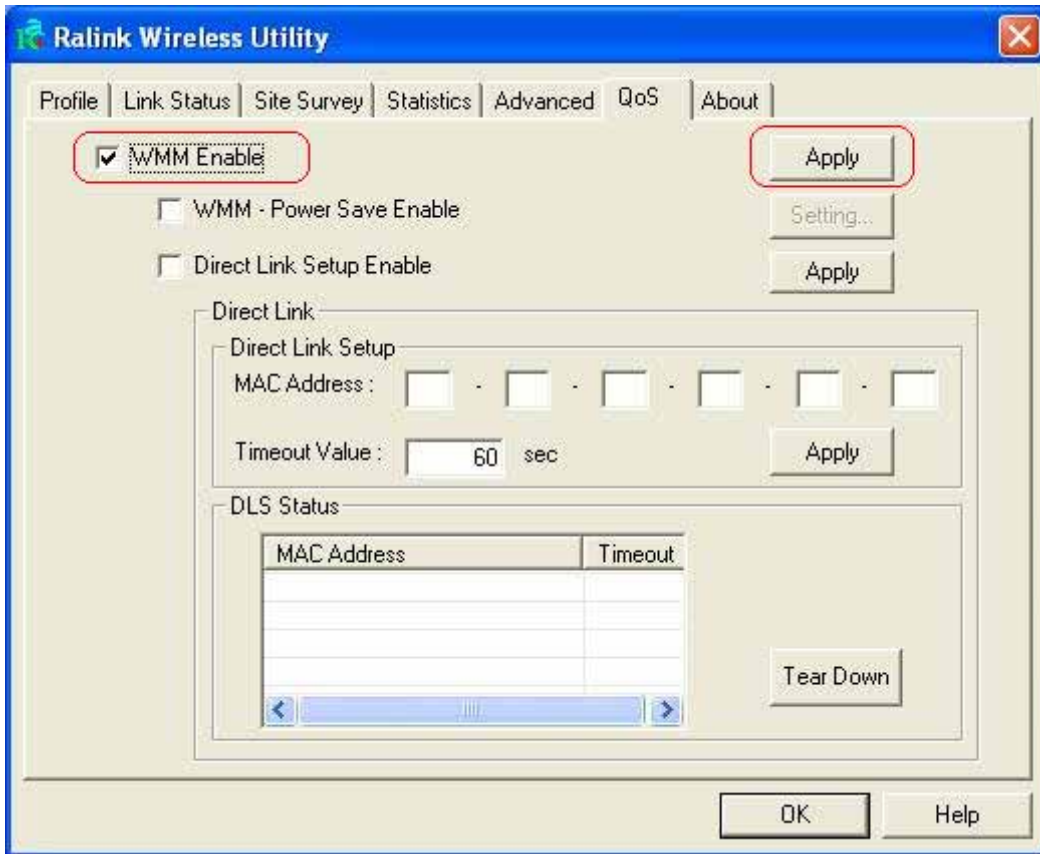 Ralink Wireless Utility
Profile Link Status Site Survey Statistics Advanced QoS About
WMM Enable Apply
WMM - Power Save Enable Setting...
Direct Link Setup Enable Apply
Direct Link
Direct Link Setup
MAC Address : - - - - -
Timeout Value : 60 sec Apply
DLS Status
MAC Address Timeout
Tear Down
OK Help